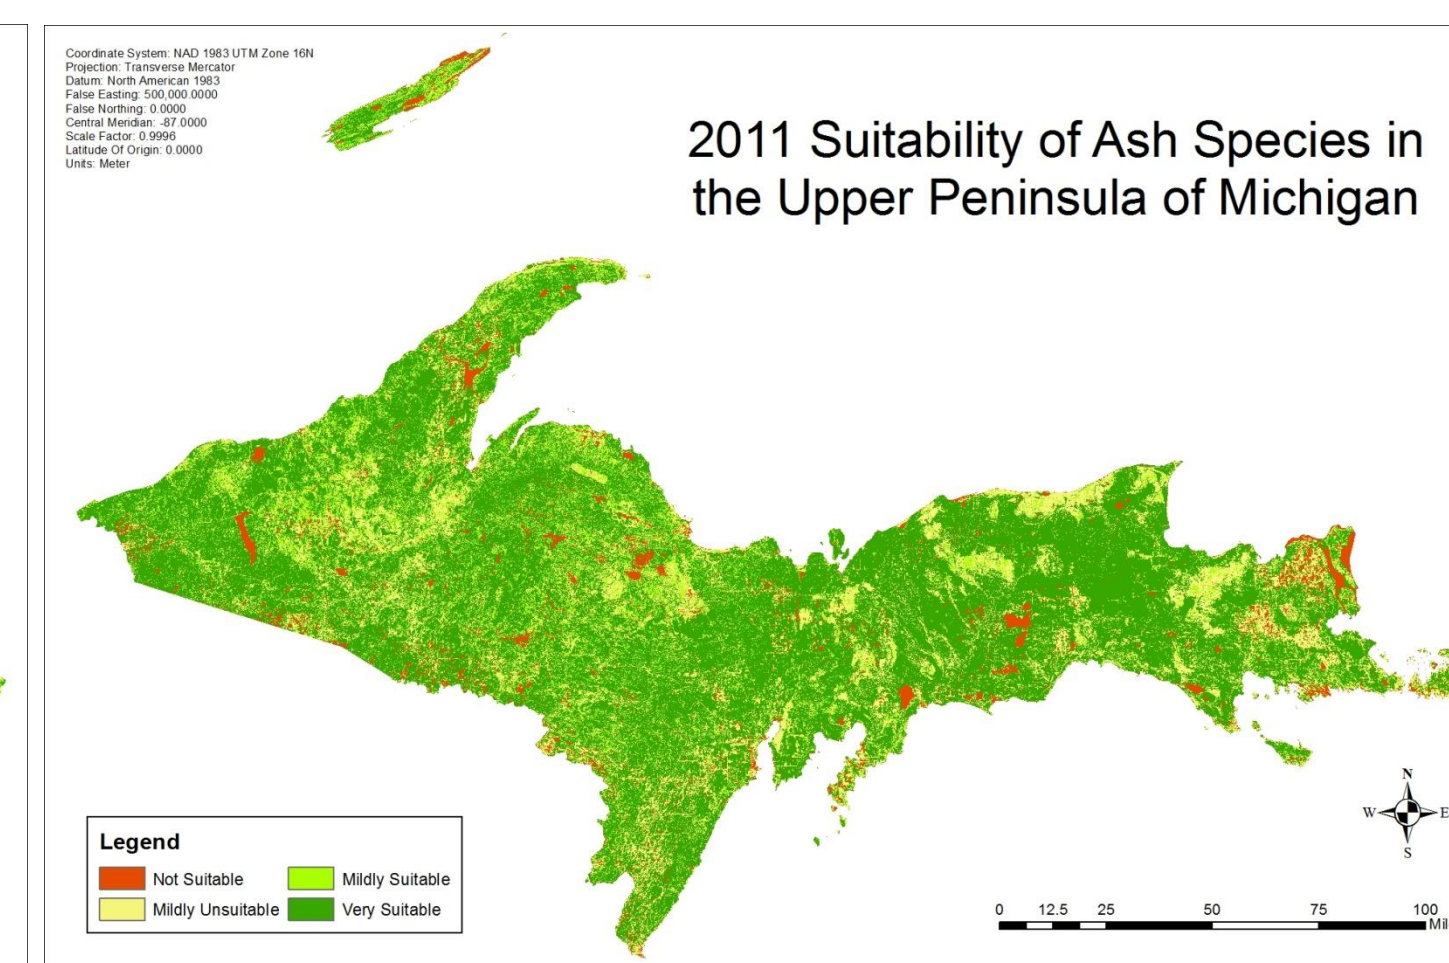 Coordinate System: NAD 1983 UTM Zone 16N
Projection: Transverse Mercator
Datum: North American 1983
False Easting: 500,000.0000
False Northing: 0.0000
Central Meridian: -87.0000
Scale Factor: 0.9996
Latitude Of Origin: 0.0000
Units: Meter
2011 Suitability of Ash Species in
the Upper Peninsula of Michigan
N
W E
S
Legend
Not Suitable Mildly Suitable
Mildly Unsuitable Very Suitable
0 12.5 25 50 75 100